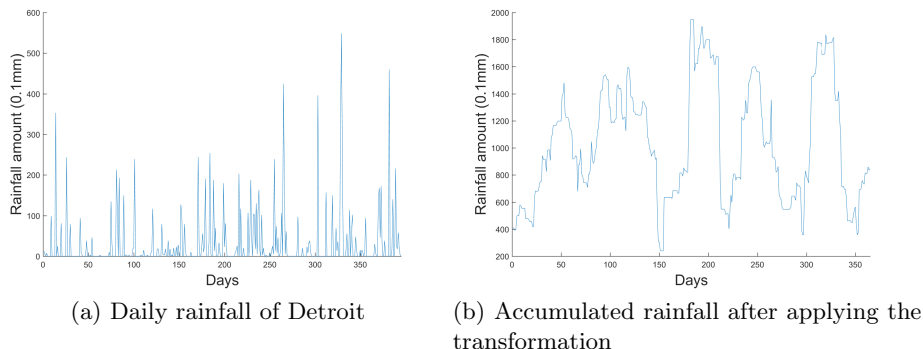 600
500
400
300
200
100
0
Rainfall amount (0.1mm)
0 50 100 150 200 250 300 350
Days
(a) Daily rainfall of Detroit
2000
1800
1600
1400
1200
1000
800
600
400
200
Rainfall amount (0.1mm)
0 50 100 150 200 250 300 350
Days
(b) Accumulated rainfall after applying the
transformation